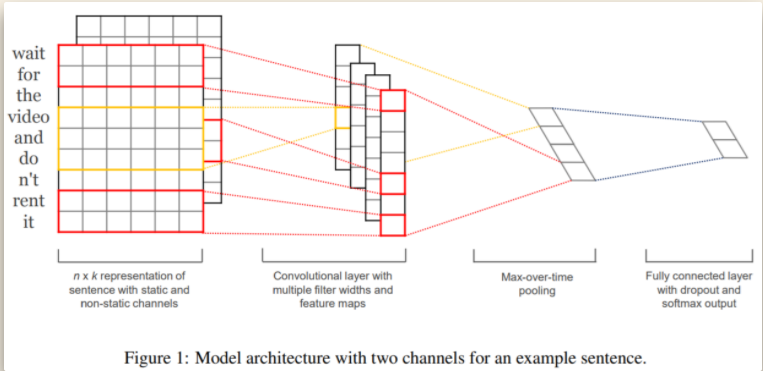 wait
for
the
video
and
do
n't
rent
it
n x k representation of
sentence with static and
non-static channels
Convolutional layer with
multiple filter widths and
feature maps
Max-over-time
pooling
Fully connected layer
with dropout and
softmax output
Figure 1: Model architecture with two channels for an example sentence.